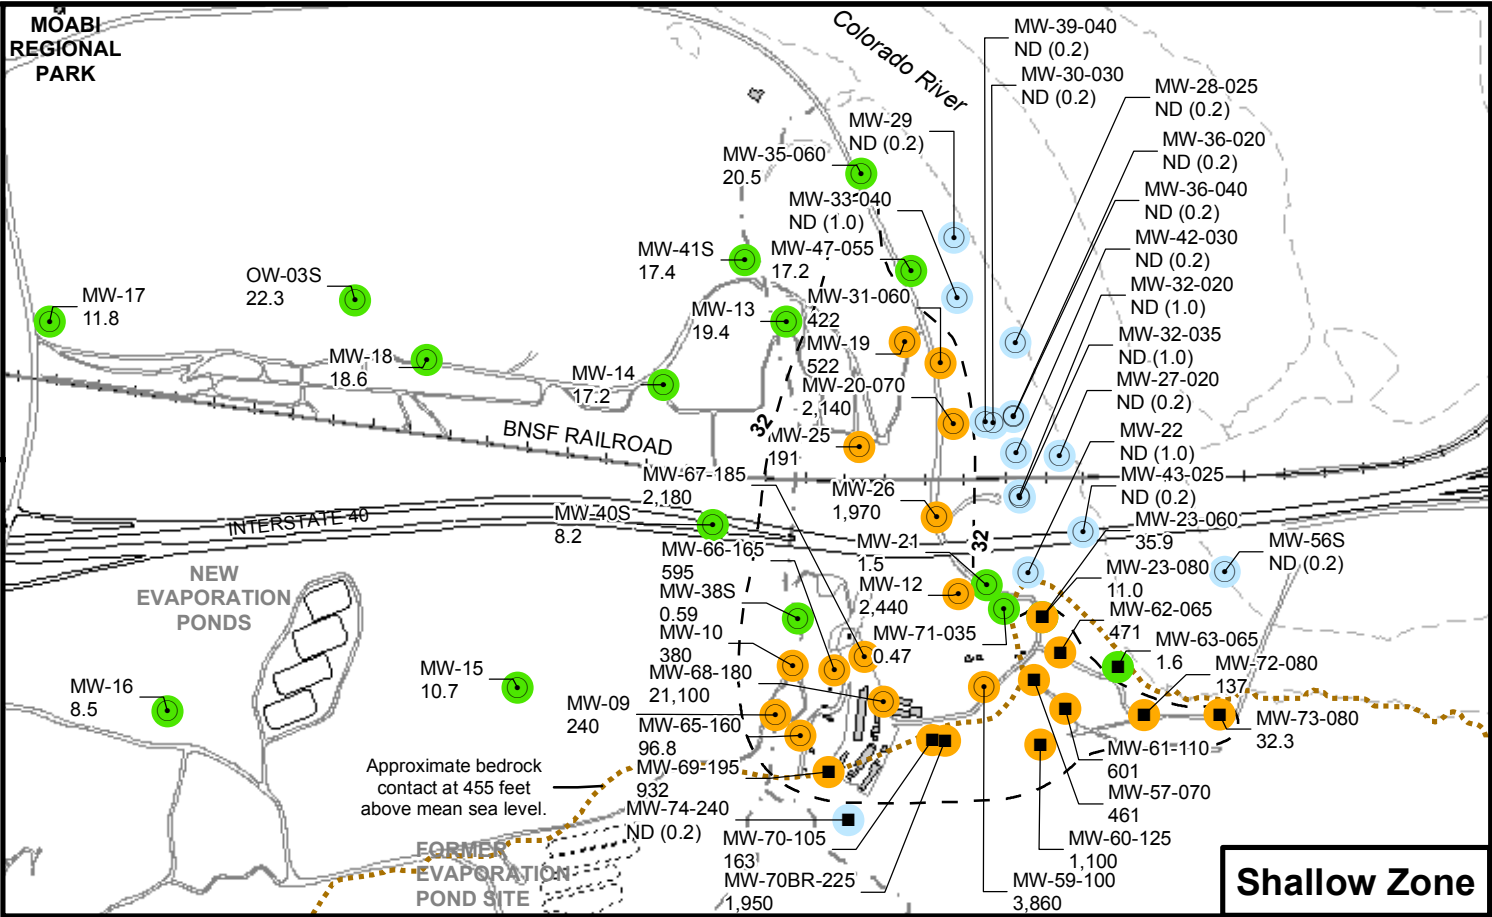 MOABI
REGIONAL
PARK
Colorado River
MW-39-040
ND (0.2)
MW-30-030
ND (0.2)
MW-28-025
ND (0.2)
MW-29
ND (0.2)
MW-36-020
ND (0.2)
MW-35-060
20.5
MW-33-040
ND (1.0)
MW-36-040
ND (0.2)
MW-41S
17.4
MW-47-055
17.2
MW-42-030
ND (0.2)
OW-03S
22.3
MW-17
11.8
MW-13
19.4
MW-31-060
422
MW-32-020
ND (1.0)
MW-18
18.6
MW-19
522
MW-32-035
ND (1.0)
MW-14
17.2
MW-20-070
2,140
MW-27-020
ND (0.2)
32
BNSF RAILROAD
MW-25
191
MW-22
ND (1.0)
MW-67-185
2,180
MW-43-025
ND (0.2)
MW-26
1,970
INTERSTATE 40
MW-40S
8.2
MW-23-060
35.9
32
MW-21
1.5
MW-56S
ND (0.2)
MW-66-165
595
MW-23-080
11.0
NEW
EVAPORATION
PONDS
MW-12
2,440
MW-38S
0.59
MW-62-065
471
MW-10
380
MW-71-035
0.47
MW-63-065
1.6
MW-15
10.7
MW-68-180
21,100
MW-72-080
137
MW-16
8.5
MW-09
240
MW-65-160
96.8
MW-73-080
32.3
MW-61-110
601
Approximate bedrock
contact at 455 feet
above mean sea level.
MW-69-195
932
MW-57-070
461
MW-74-240
ND (0.2)
MW-70-105
163
MW-60-125
1,100
FORMER
EVAPORATION
POND SITE
MW-70BR-225
1,950
MW-59-100
3,860
Shallow Zone